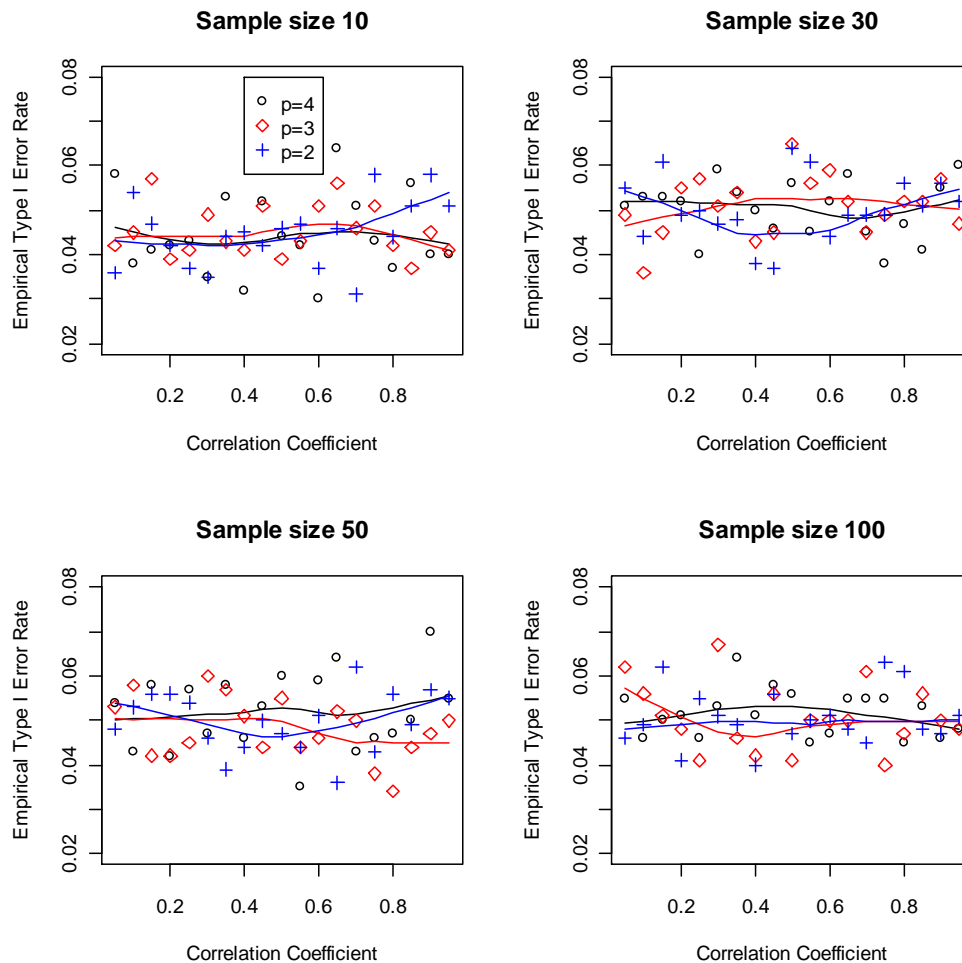 Sample size 10
Empirical Type I Error Rate
0.02
0.04
0.06
0.08
p=4
p=3
p=2
0.2
0.4
0.6
0.8
Correlation Coefficient
Sample size 30
Empirical Type I Error Rate
0.02
0.04
0.06
0.08
0.2
0.4
0.6
0.8
Correlation Coefficient
Sample size 50
Empirical Type I Error Rate
0.02
0.04
0.06
0.08
0.2
0.4
0.6
0.8
Correlation Coefficient
Sample size 100
Empirical Type I Error Rate
0.02
0.04
0.06
0.08
0.2
0.4
0.6
0.8
Correlation Coefficient